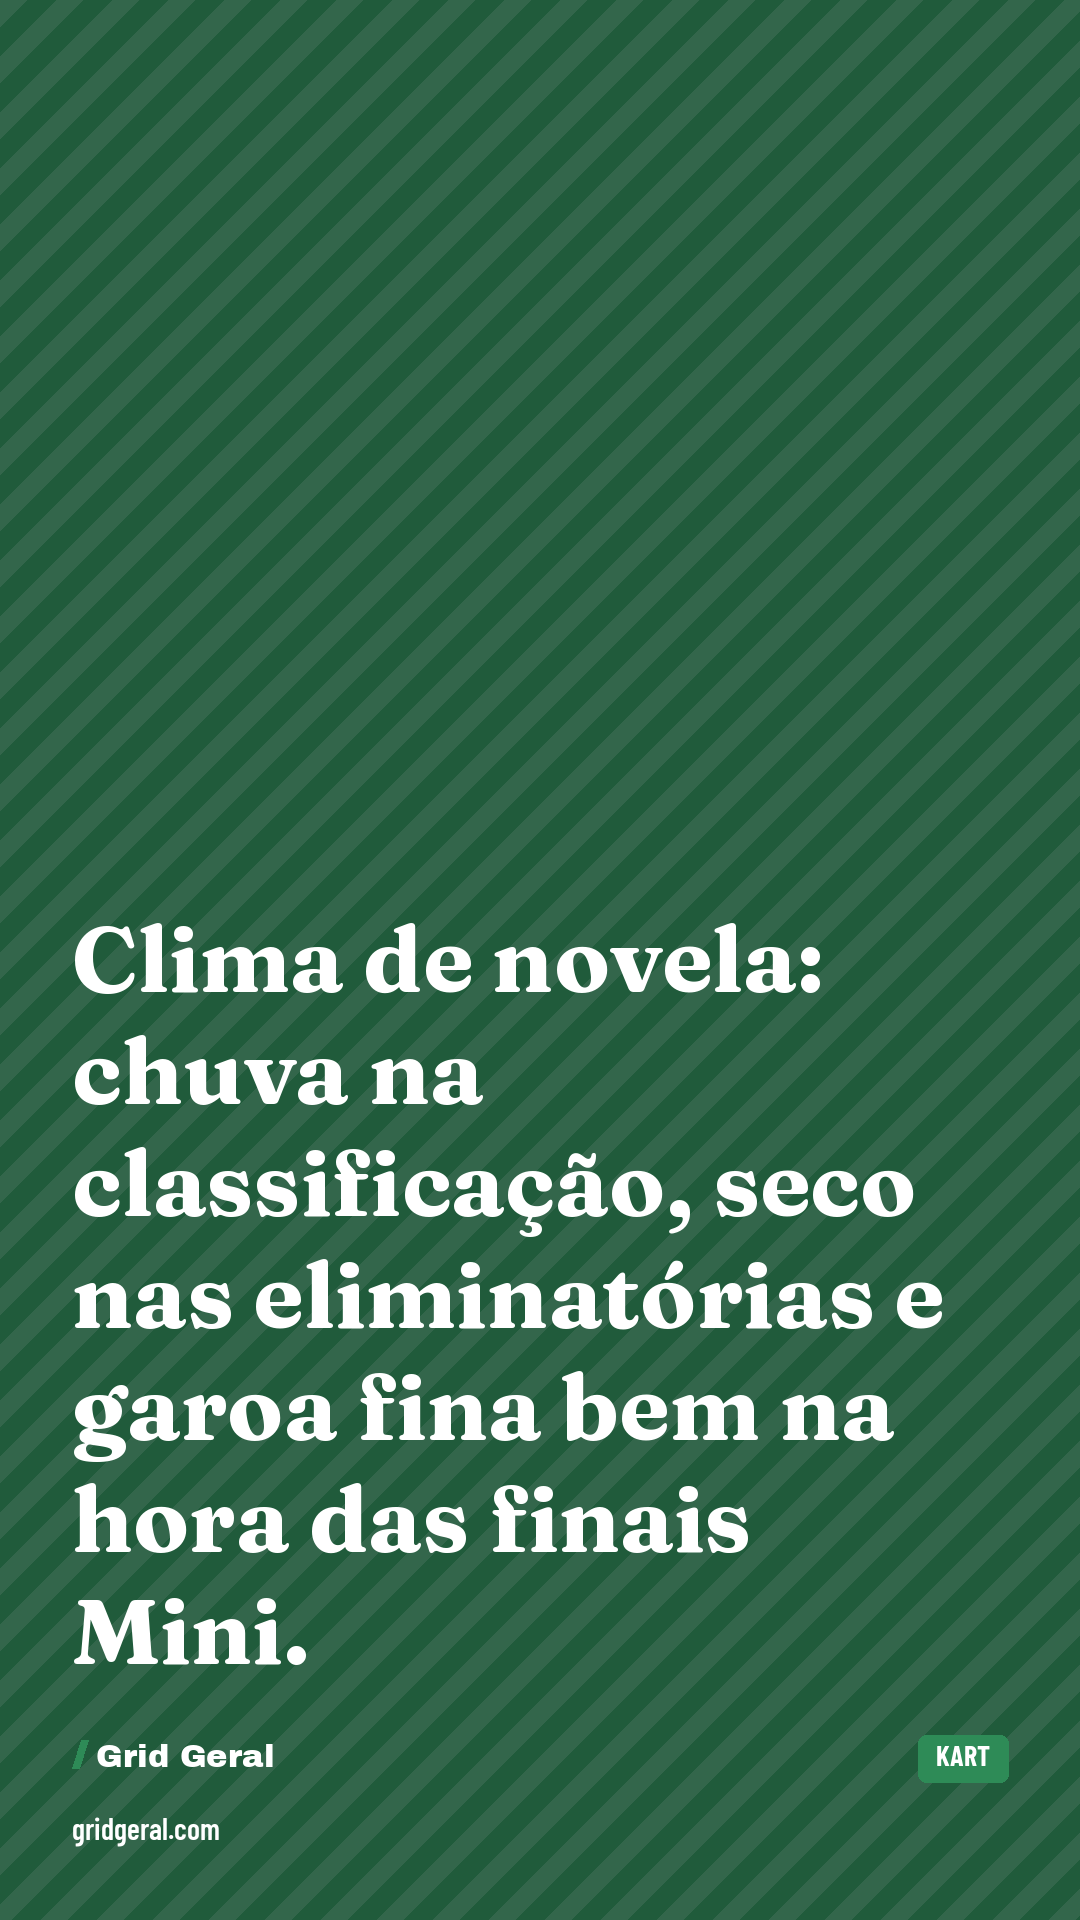 Clima de novela:
chuva na
classificação, seco
nas eliminatórias e
garoa fina bem na
hora das finais
Mini.
/ Grid Geral
KART
gridgeral.com